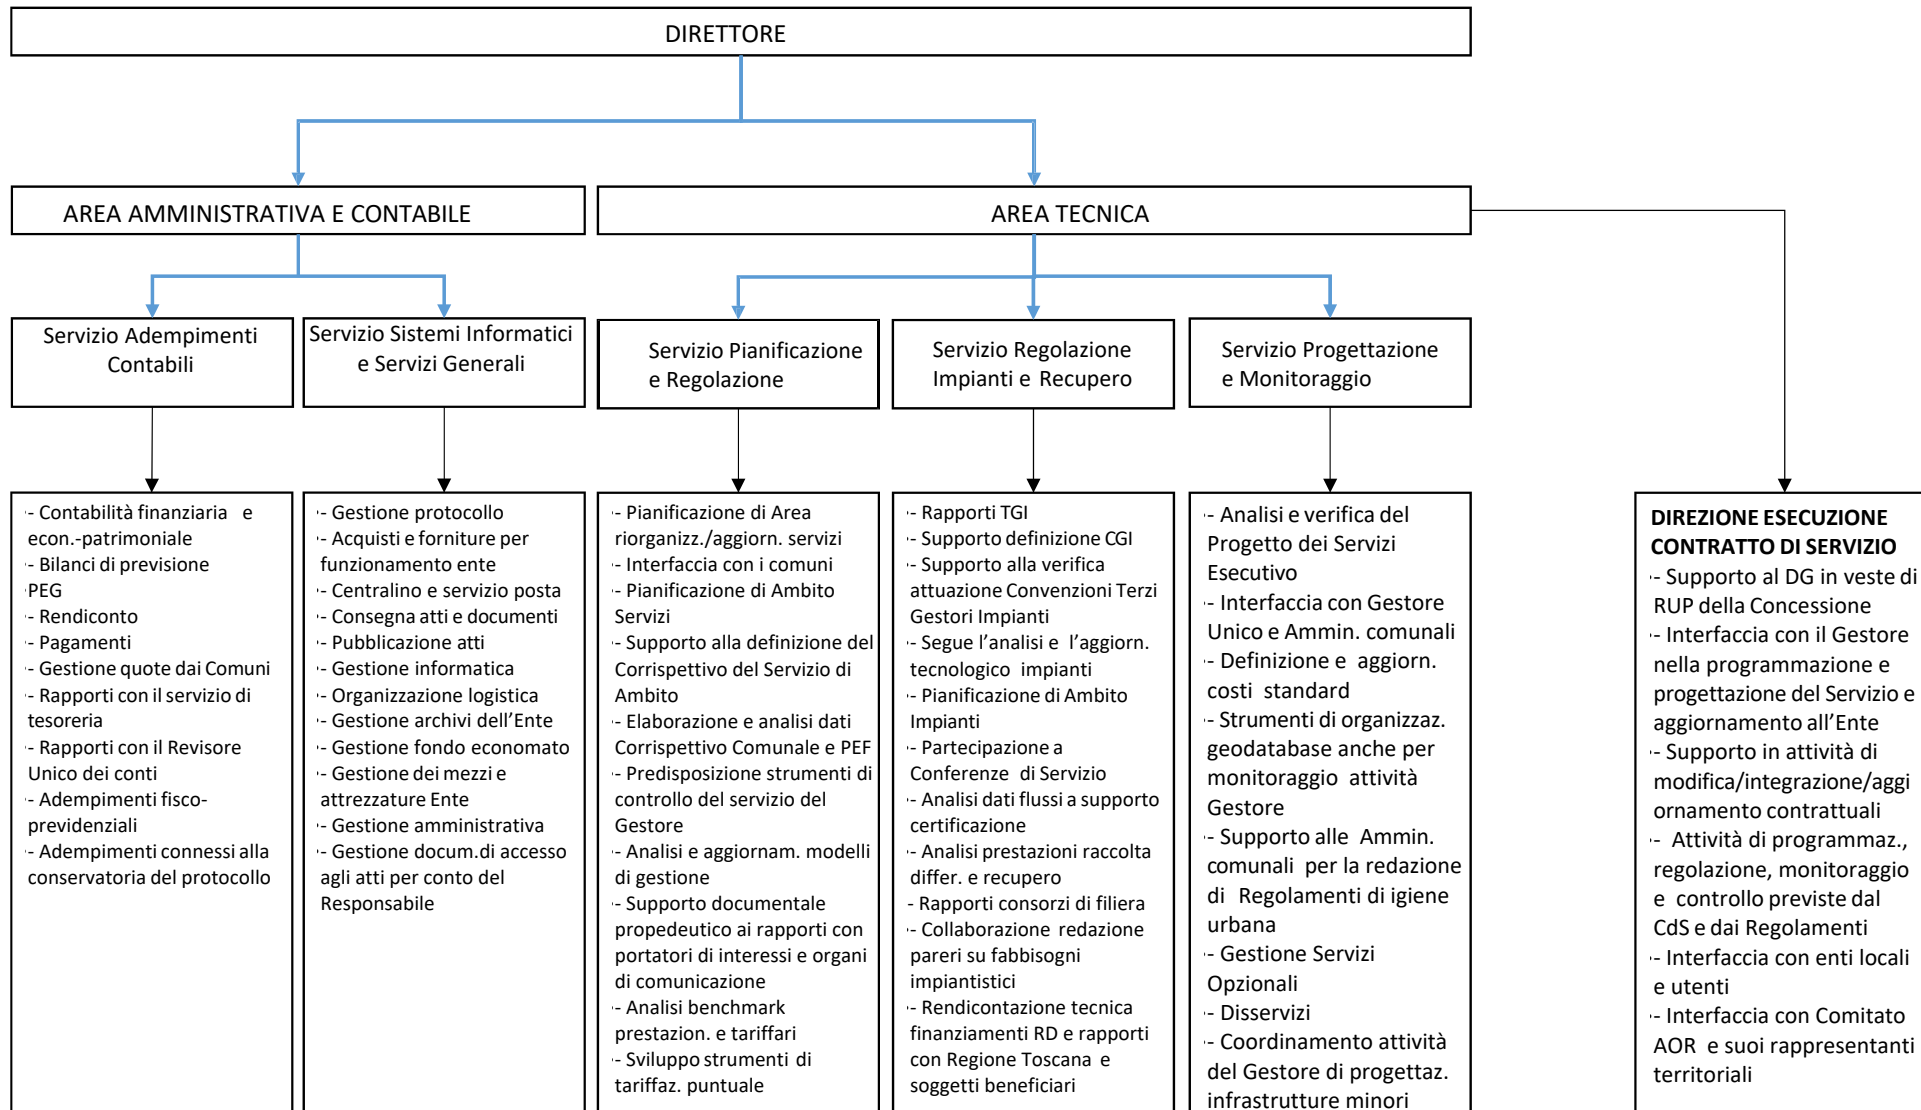 DIRETTORE
AREA AMMINISTRATIVA E CONTABILE
AREA TECNICA
Servizio Adempimenti
Contabili
Servizio Sistemi Informatici
e Servizi Generali
Servizio Pianificazione
e Regolazione
Servizio Regolazione
Impianti e Recupero
Servizio Progettazione
e Monitoraggio
- Contabilità finanziaria e
econ.-patrimoniale
- Bilanci di previsione
PEG
- Rendiconto
- Pagamenti
- Gestione quote dai Comuni
- Rapporti con il servizio di
tesoreria
- Rapporti con il Revisore
Unico dei conti
- Adempimenti fisco-
previdenziali
- Adempimenti connessi alla
conservatoria del protocollo
- Gestione protocollo
- Acquisti e forniture per
funzionamento ente
- Centralino e servizio posta
- Consegna atti e documenti
- Pubblicazione atti
- Gestione informatica
- Organizzazione logistica
- Gestione archivi dell'Ente
- Gestione fondo economato
- Gestione dei mezzi e
attrezzature Ente
- Gestione amministrativa
- Gestione docum.di accesso
agli atti per conto del
Responsabile
- Pianificazione di Area
riorganizz./aggiorn. servizi
- Interfaccia con i comuni
- Pianificazione di Ambito
Servizi
- Supporto alla definizione del
Corrispettivo del Servizio di
Ambito
- Elaborazione e analisi dati
Corrispettivo Comunale e PEF
- Predisposizione strumenti di
controllo del servizio del
Gestore
- Analisi e aggiornam. modelli
di gestione
- Supporto documentale
propedeutico ai rapporti con
portatori di interessi e organi
di comunicazione
- Analisi benchmark
prestazion. e tariffari
- Sviluppo strumenti di
tariffaz. puntuale
- Rapporti TGI
- Supporto definizione CGI
- Supporto alla verifica
attuazione Convenzioni Terzi
Gestori Impianti
- Segue l'analisi e l'aggiorn.
tecnologico impianti
- Pianificazione di Ambito
Impianti
- Partecipazione a
Conferenze di Servizio
- Analisi dati flussi a supporto
certificazione
- Analisi prestazioni raccolta
differ. e recupero
- Rapporti consorzi di filiera
- Collaborazione redazione
pareri su fabbisogni
impiantistici
- Rendicontazione tecnica
finanziamenti RD e rapporti
con Regione Toscana e
soggetti beneficiari
- Analisi e verifica del
Progetto dei Servizi
Esecutivo
- Interfaccia con Gestore
Unico e Ammin. comunali
- Definizione e aggiorn.
costi standard
- Strumenti di organizzaz.
geodatabase anche per
monitoraggio attività
Gestore
- Supporto alle Ammin.
comunali per la redazione
di Regolamenti di igiene
urbana
- Gestione Servizi
Opzionali
- Disservizi
- Coordinamento attività
del Gestore di progettaz.
infrastrutture minori
DIREZIONE ESECUZIONE
CONTRATTO DI SERVIZIO
- Supporto al DG in veste di
RUP della Concessione
- Interfaccia con il Gestore
nella programmazione e
progettazione del Servizio e
aggiornamento all'Ente
- Supporto in attività di
modifica/integrazione/aggi
ornamento contrattuali
- Attività di programmaz.,
regolazione, monitoraggio
e controllo previste dal
CdS e dai Regolamenti
- Interfaccia con enti locali
e utenti
- Interfaccia con Comitato
AOR e suoi rappresentanti
territoriali